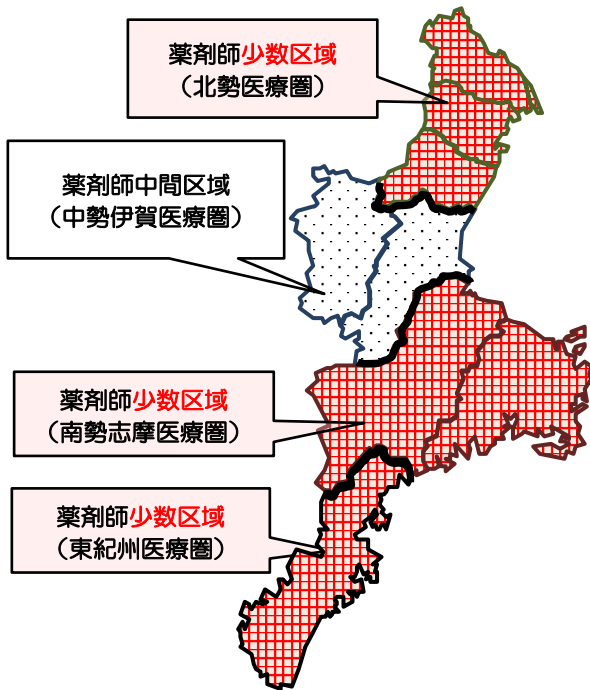 薬剤師少数区域
（北勢医療圏）
薬剤師中間区域
（中勢伊賀医療圏）
薬剤師少数区域
（南勢志摩医療圏）
薬剤師少数区域
（東紀州医療圏）